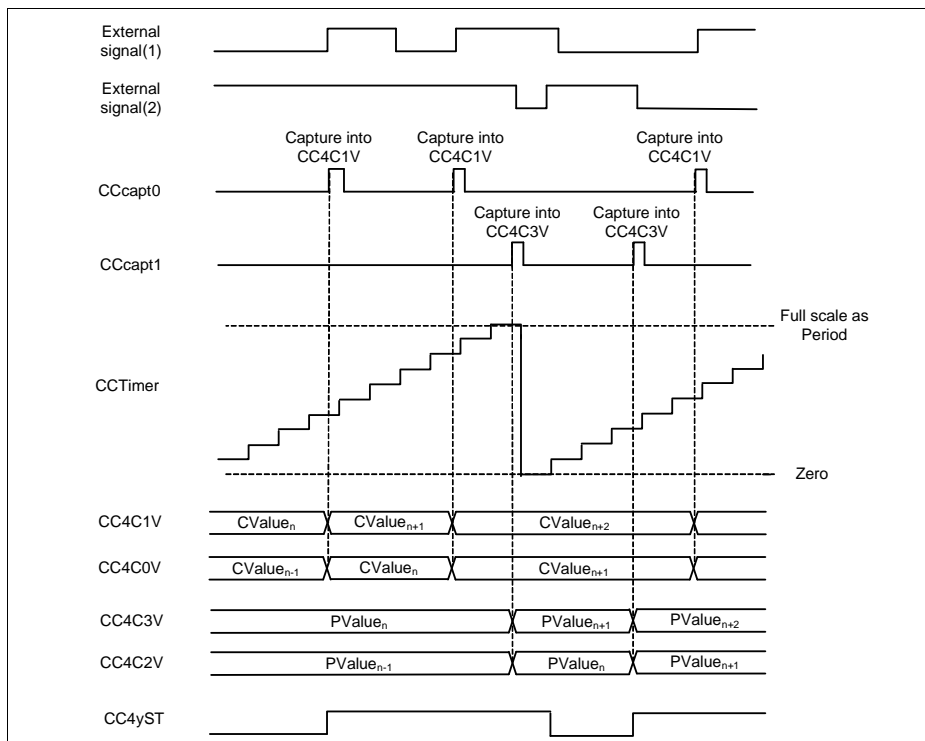 External
signal(1)
External
signal(2)
Capture into
CC4C1V
Capture into
CC4C1V
Capture into
CC4C1V
CCcapt0
Capture into
CC4C3V
Capture into
CC4C3V
CCcapt1
Full scale as
Period
CCTimer
Zero
CC4C1V
CValueₙ
CValueₙ₊₁
CValueₙ₊₂
CC4C0V
CValueₙ₋₁
CValueₙ
CValueₙ₊₁
CC4C3V
PValueₙ
PValueₙ₊₁
PValueₙ₊₂
CC4C2V
PValueₙ₋₁
PValueₙ
PValueₙ₊₁
CC4yST